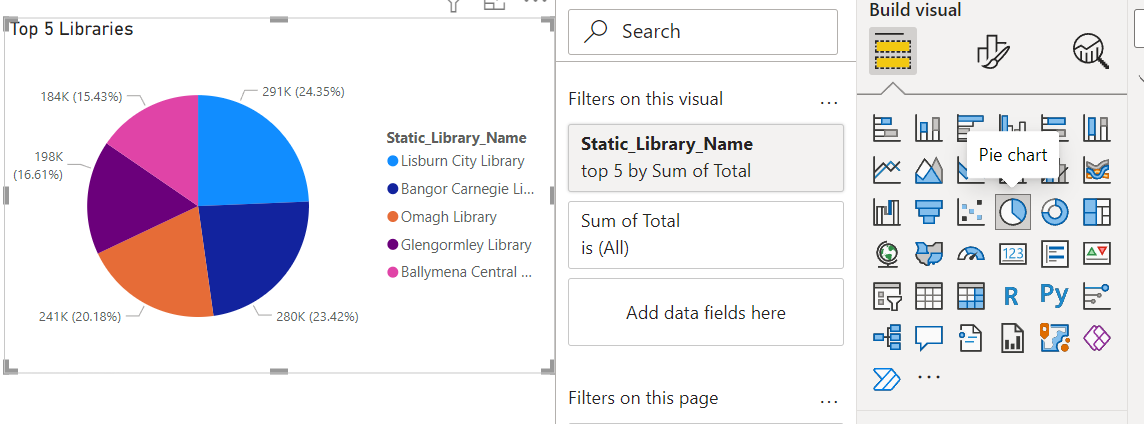 Top 5 Libraries
184K (15.43%)
291K (24.35%)
198K
(16.61%)
241K (20.18%)
280K (23.42%)
Static_Library_Name
Lisburn City Library
Bangor Carnegie Li...
Omagh Library
Glengormley Library
Ballymena Central ...
Search
Filters on this visual
...
Static_Library_Name
top 5 by Sum of Total
Sum of Total
is (All)
Add data fields here
Filters on this page
...
Build visual
Pie chart
123
R
Py
...